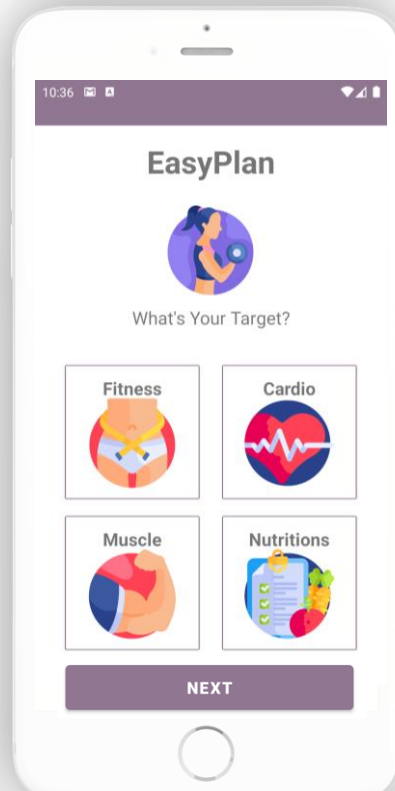 10:36
EasyPlan
What's Your Target?
Fitness
Cardio
Muscle
Nutritions
NEXT